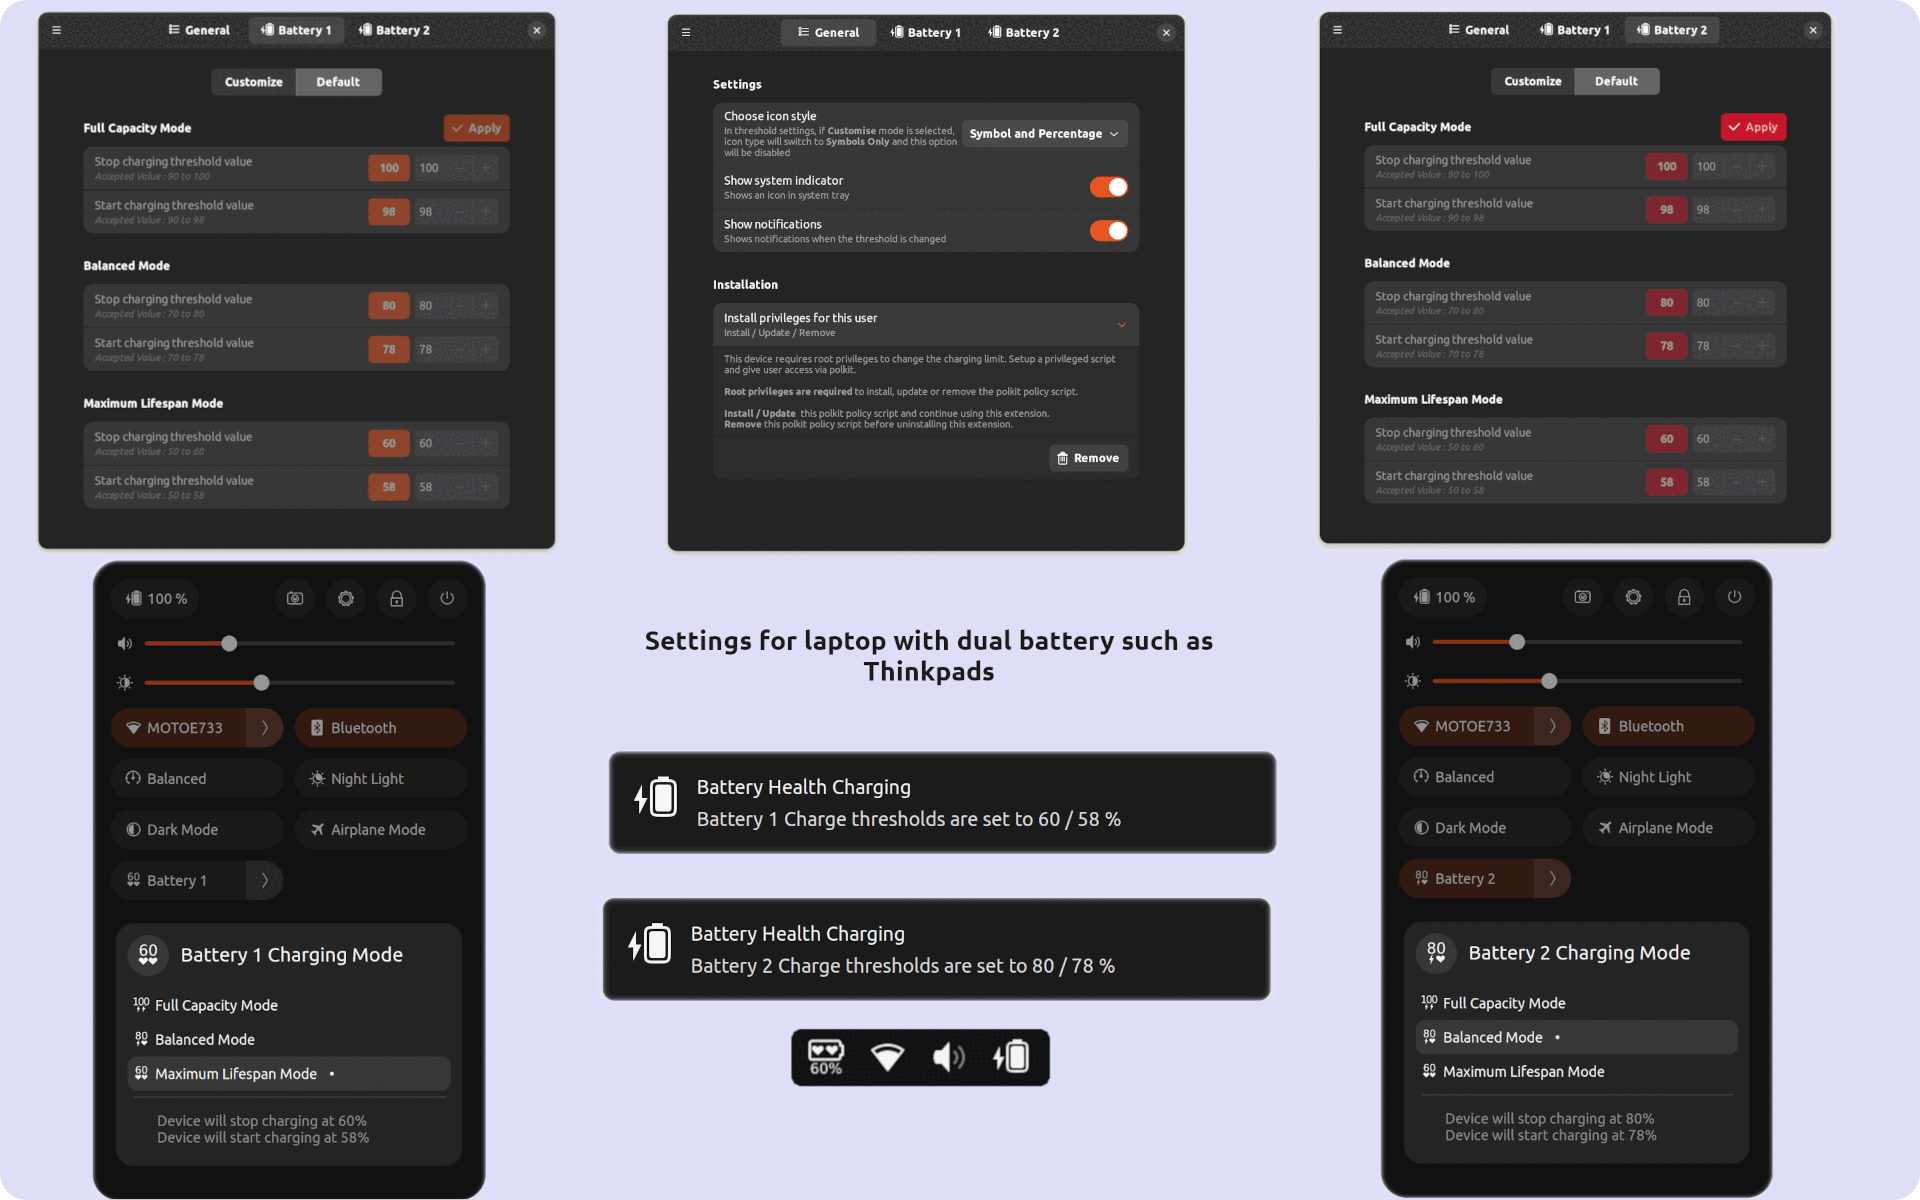 General
Battery 1
Battery 2
Customize
Default
Full Capacity Mode
Apply
Stop charging threshold value
Accepted Value : 90 to 100
100
100
Start charging threshold value
Accepted Value : 90 to 98
98
98
Balanced Mode
Stop charging threshold value
Accepted Value : 70 to 80
80
80
Start charging threshold value
Accepted Value : 70 to 78
78
78
Maximum Lifespan Mode
Stop charging threshold value
Accepted Value : 50 to 60
60
60
Start charging threshold value
Accepted Value : 50 to 58
58
58
General
Battery 1
Battery 2
Settings
Choose icon style
In threshold settings, if Customise mode is selected,
icon type will switch to Symbols Only and this option
will be disabled
Symbol and Percentage
Show system indicator
Shows an icon in system tray
Show notifications
Shows notifications when the threshold is changed
Installation
Install privileges for this user
Install / Update / Remove
This device requires root privileges to change the charging limit. Setup a privileged script
and give user access via polkit.
Root privileges are required to install, update or remove the polkit policy script.
Install / Update this polkit policy script and continue using this extension.
Remove this polkit policy script before uninstalling this extension.
Remove
General
Battery 1
Battery 2
Customize
Default
Full Capacity Mode
Apply
Stop charging threshold value
Accepted Value : 90 to 100
100
100
Start charging threshold value
Accepted Value : 90 to 98
98
98
Balanced Mode
Stop charging threshold value
Accepted Value : 70 to 80
80
80
Start charging threshold value
Accepted Value : 70 to 78
78
78
Maximum Lifespan Mode
Stop charging threshold value
Accepted Value : 50 to 60
60
60
Start charging threshold value
Accepted Value : 50 to 58
58
58
100 %
MOTOE733
Bluetooth
Balanced
Night Light
Dark Mode
Airplane Mode
60
Battery 1
60
Battery 1 Charging Mode
100
Full Capacity Mode
80
Balanced Mode
60
Maximum Lifespan Mode •
Device will stop charging at 60%
Device will start charging at 58%
Settings for laptop with dual battery such as
Thinkpads
Battery Health Charging
Battery 1 Charge thresholds are set to 60 / 58 %
Battery Health Charging
Battery 2 Charge thresholds are set to 80 / 78 %
60%
100 %
MOTOE733
Bluetooth
Balanced
Night Light
Dark Mode
Airplane Mode
80
Battery 2
80
Battery 2 Charging Mode
100
Full Capacity Mode
80
Balanced Mode •
60
Maximum Lifespan Mode
Device will stop charging at 80%
Device will start charging at 78%